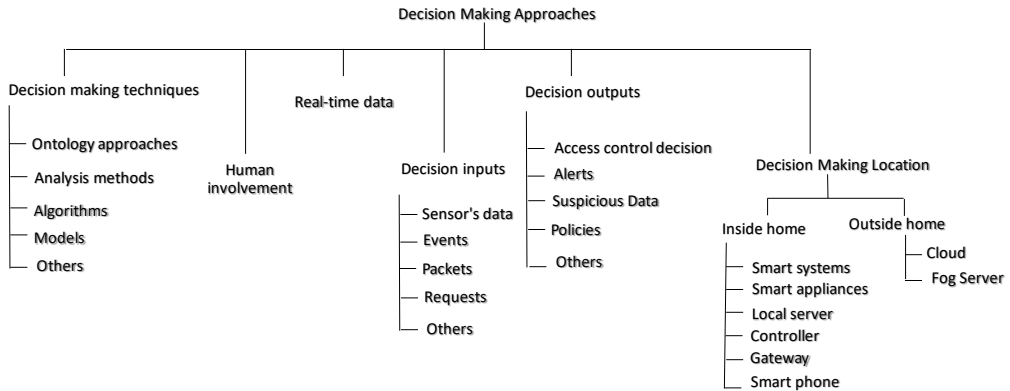 Decision Making Approaches
Decision making techniques
Ontology approaches
Analysis methods
Algorithms
Models
Others
Human
involvement
Real-time data
Decision inputs
Sensor's data
Events
Packets
Requests
Others
Decision outputs
Access control decision
Alerts
Suspicious Data
Policies
Others
Decision Making Location
Inside home
Smart systems
Smart appliances
Local server
Controller
Gateway
Smart phone
Outside home
Cloud
Fog Server